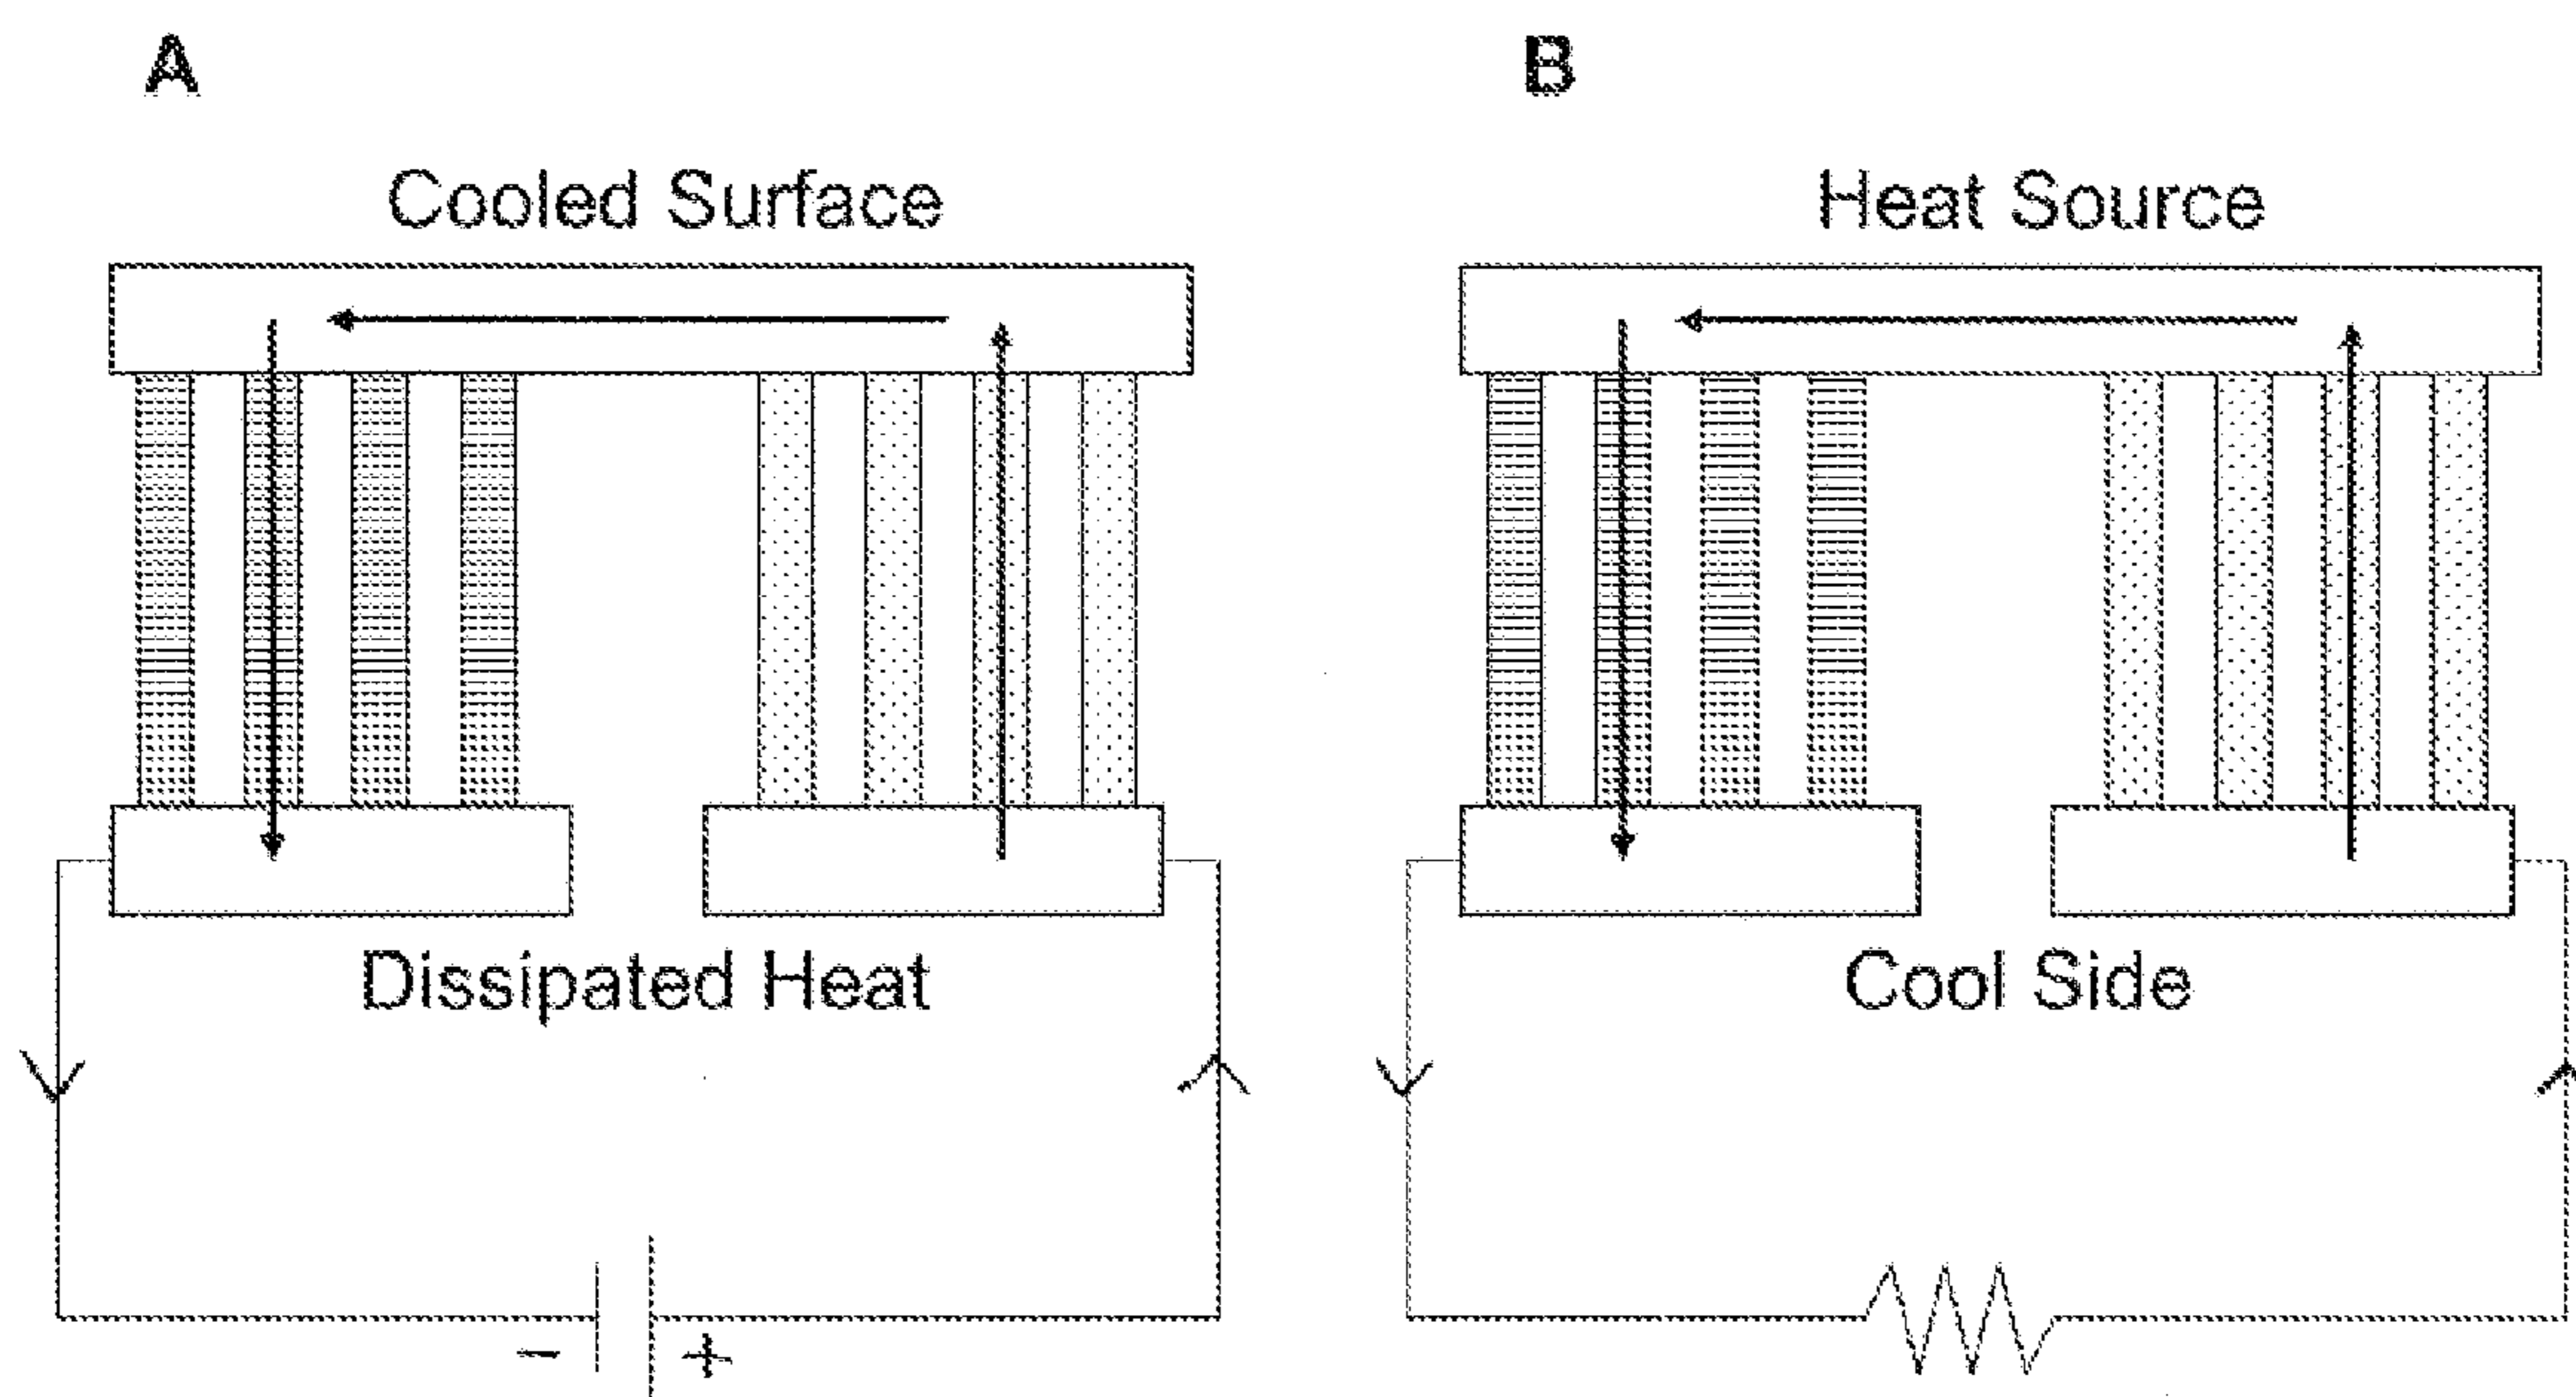 A
B
Cooled Surface
Heat Source
Dissipated Heat
Cool Side
- +